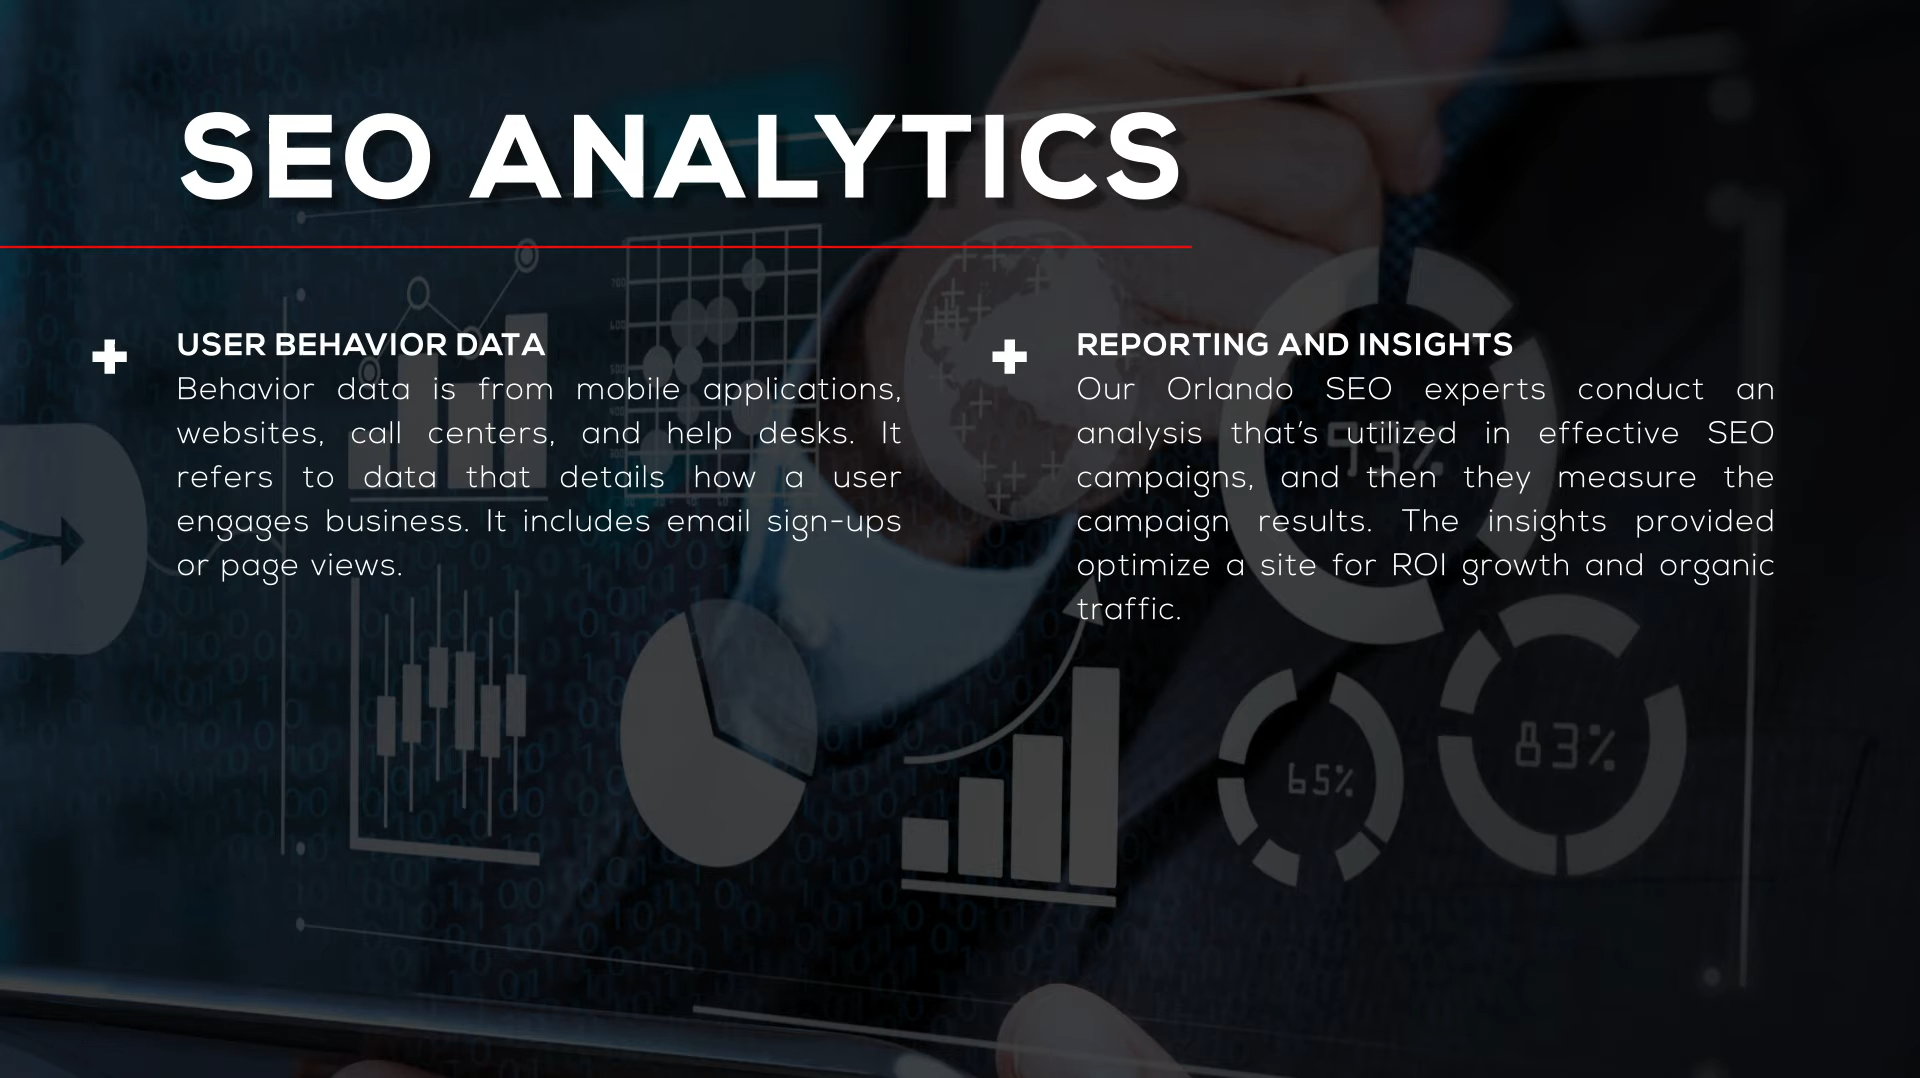 SEO ANALYTICS
USER BEHAVIOR DATA
Behavior data is from mobile applications,
websites, call centers, and help desks. It
refers to data that details how a user
engages business. It includes email sign-ups
or page views.
REPORTING AND INSIGHTS
Our Orlando SEO experts conduct an
analysis that's utilized in effective SEO
campaigns, and then they measure the
campaign results. The insights provided
optimize a site for ROI growth and organic
traffic.
93%
65%
83%